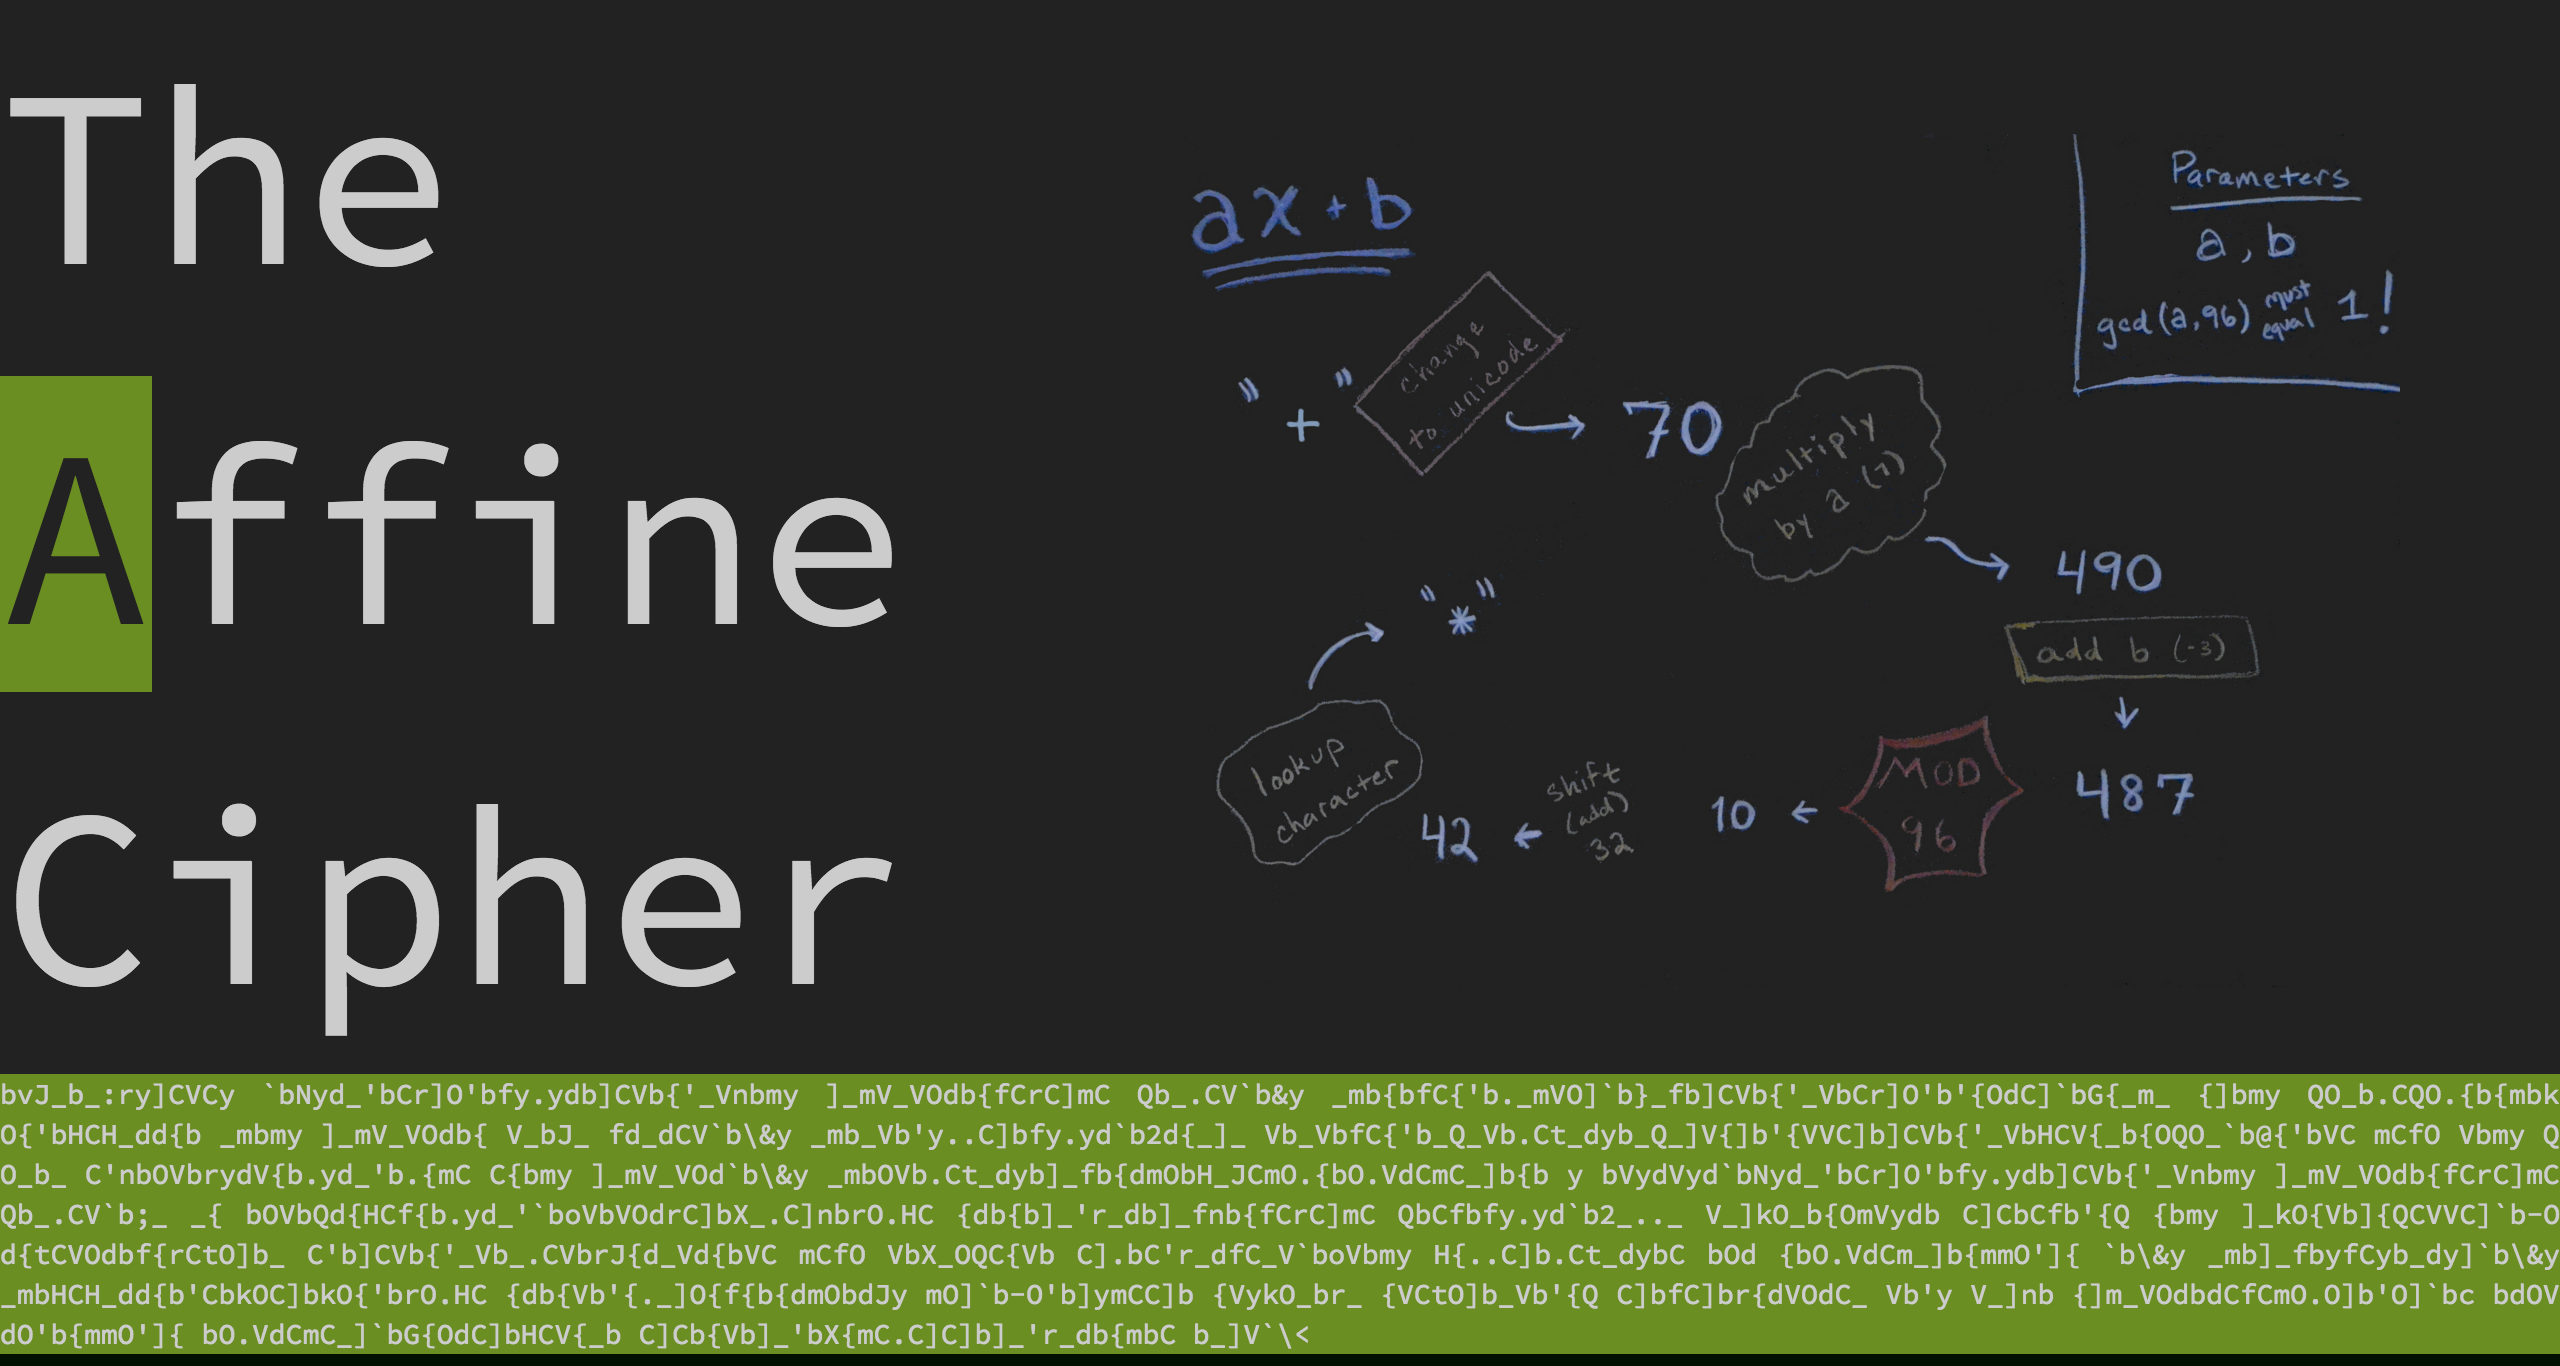 The
Affine
Cipher
ax + b
Parameters
a, b
gcd(a,96) must equal 1!
"+"
change
to unicode
70
multiply
by a (7)
490
add b (-3)
487
MOD
96
10
shift
(add)
32
42
lookup
character
"*"
bvJ_b_:ry]CVCy `bNyd_'bCr]O'bfy.ydb]CVb{'_Vnbmy ]_mV_VOdb{fCrC]mC Qb_.CV`b&y _mb{bfC{'b._mVO]`b}_fb]CVb{'_VbCr]O'b'{OdC]`bG{_m_ {]bmy QO_b.CQO.{b{mbk
O{'bHCH_dd{b _mbmy ]_mV_VOdb{ V_bJ_ fd_dCV`b\&y _mb_Vb'y..C]bfy.yd`b2d{_]_ Vb_VbfC{'b_Q_Vb.Ct_dyb_Q_]V{]b'{VVC]b]CVb{'_VbHCV{_b{OQO_`b@{'bVC mCfO Vbmy Q
O_b_ C'nbOVbrydV{b.yd_'b.{mC C{bmy ]_mV_VOd`b\&y _mbOVb.Ct_dyb]_fb{dmObH_JCmO.{bO.VdCmC_]b{b y bVydVyd`bNyd_'bCr]O'bfy.ydb]CVb{'_Vnbmy ]_mV_VOdb{fCrC]mC
Qb_.CV`b;_ _{ bOVbQd{HCf{b.yd_'`boVbVOdrC]bX_.C]nbrO.HC {db{b]_'r_db]_fnb{fCrC]mC QbCfbfy.yd`b2_.._ V_]kO_b{OmVydb C]CbCfb'{Q {bmy ]_kO{Vb]{QCVVC]`b-O
d{tCVOdbf{rCtO]b_ C'b]CVb{'_Vb_.CVbrJ{d_Vd{bVC mCfO VbX_OQC{Vb C].bC'r_dfC_V`boVbmy H{..C]b.Ct_dybC bOd {bO.VdCm_]b{mmO']{ `b\&y _mb]_fbyfCyb_dy]`b\&y
_mbHCH_dd{b'CbkOC]bkO{'brO.HC {db{Vb'{._]O{f{b{dmObdJy mO]`b-O'b]ymCC]b {VykO_br_ {VCtO]b_Vb'{Q C]bfC]br{dVOdC_ Vb'y V_]nb {]m_VOdbdCfCmO.O]b'O]`bc bdOV
dO'b{mmO']{ bO.VdCmC_]`bG{OdC]bHCV{_b C]Cb{Vb]_'bX{mC.C]C]b]_'r_db{mbC b_]V`\<